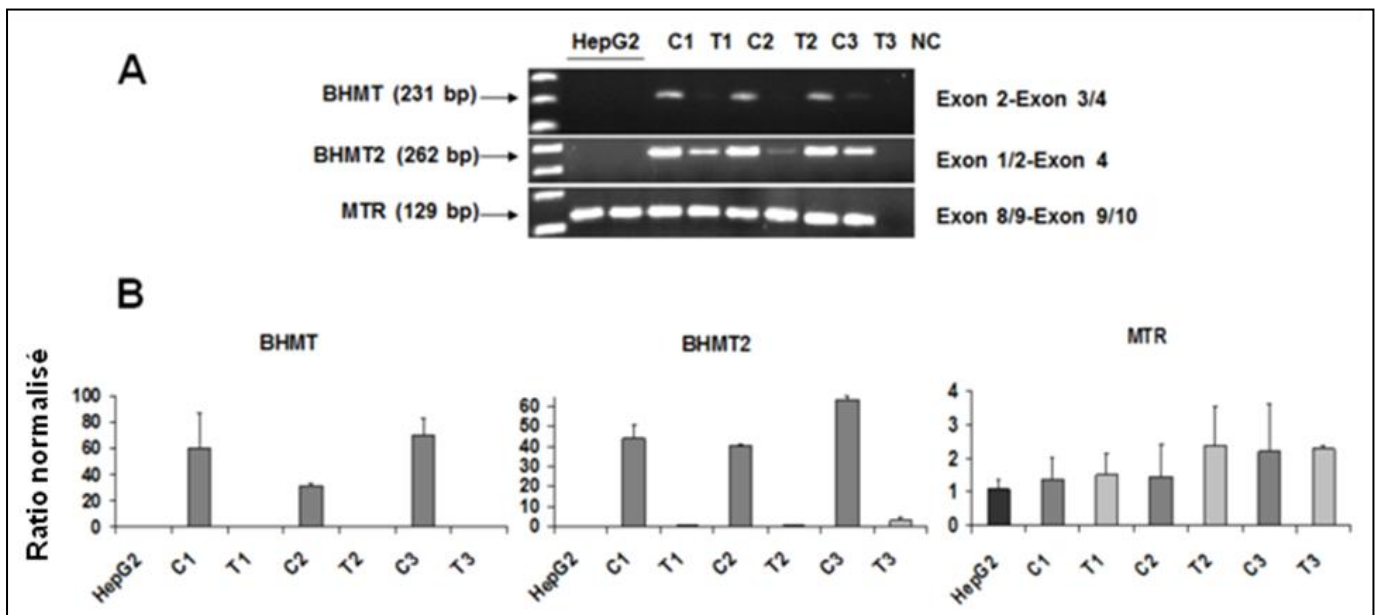 A
HepG2 C1 T1 C2 T2 C3 T3 NC
BHMT (231 bp) Exon 2-Exon 3/4
BHMT2 (262 bp) Exon 1/2-Exon 4
MTR (129 bp) Exon 8/9-Exon 9/10
B
Ratio normalisé
BHMT
100
80
60
40
20
0
HepG2 C1 T1 C2 T2 C3 T3
BHMT2
60
50
40
30
20
10
0
HepG2 C1 T1 C2 T2 C3 T3
MTR
4
3
2
1
0
HepG2 C1 T1 C2 T2 C3 T3